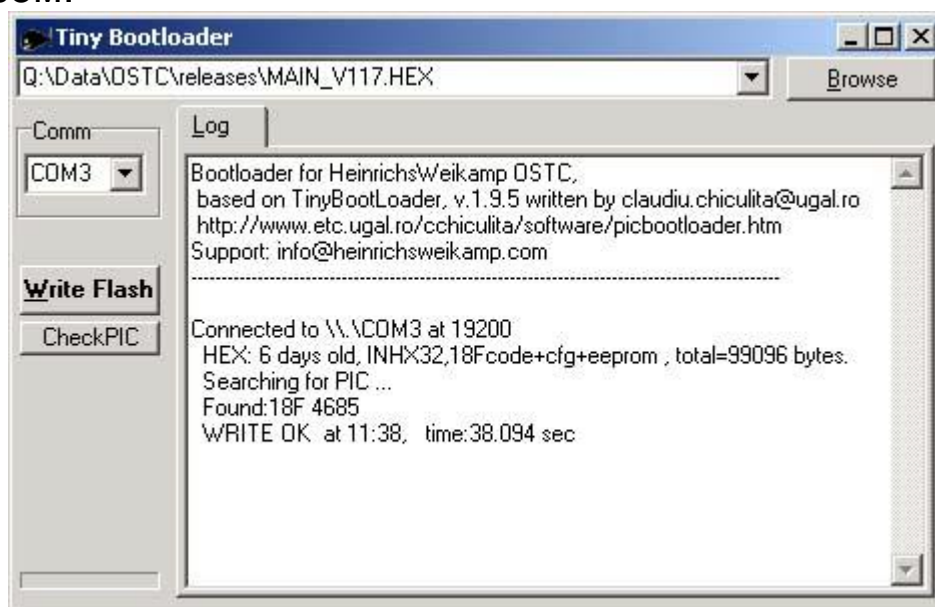 Tiny Bootloader
Q:\Data\OSTC\releases\MAIN_V117.HEX
Browse
Comm
Log
COM3
Bootloader for HeinrichsWeikamp OSTC,
based on TinyBootLoader, v.1.9.5 written by claudiu.chiculita@ugal.ro
http://www.etc.ugal.ro/cchiculita/software/picbootloader.htm
Support: info@heinrichsweikamp.com
--------------------------------------------------------------------------------
Write Flash
CheckPIC
Connected to \\.\COM3 at 19200
HEX: 6 days old, INHX32,18Fcode+cfg+eeprom , total=99096 bytes.
Searching for PIC ...
Found:18F 4685
WRITE OK at 11:38, time:38.094 sec